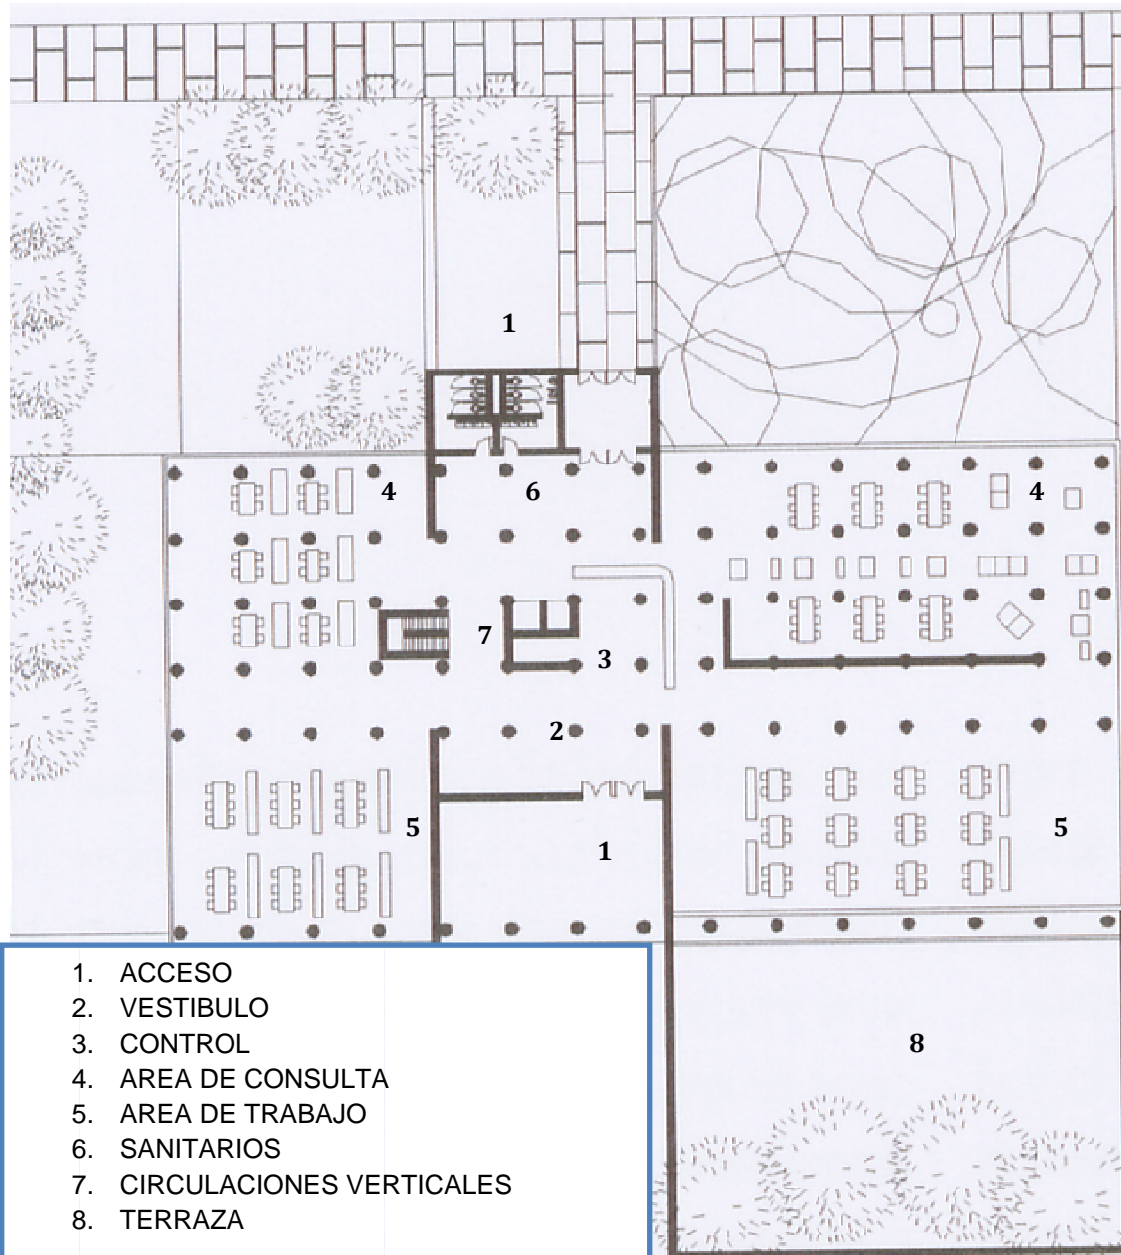 1
4
6
4
7
3
2
5
5
1
8
1. ACCESO
2. VESTIBULO
3. CONTROL
4. AREA DE CONSULTA
5. AREA DE TRABAJO
6. SANITARIOS
7. CIRCULACIONES VERTICALES
8. TERRAZA